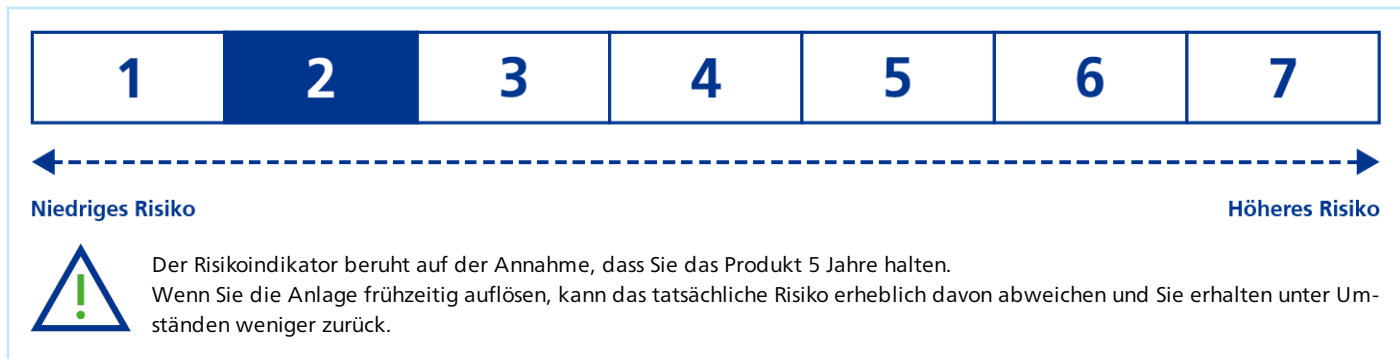 1 2 3 4 5 6 7
Niedriges Risiko Höheres Risiko
Der Risikoindikator beruht auf der Annahme, dass Sie das Produkt 5 Jahre halten.
Wenn Sie die Anlage frühzeitig auflösen, kann das tatsächliche Risiko erheblich davon abweichen und Sie erhalten unter Um-
ständen weniger zurück.